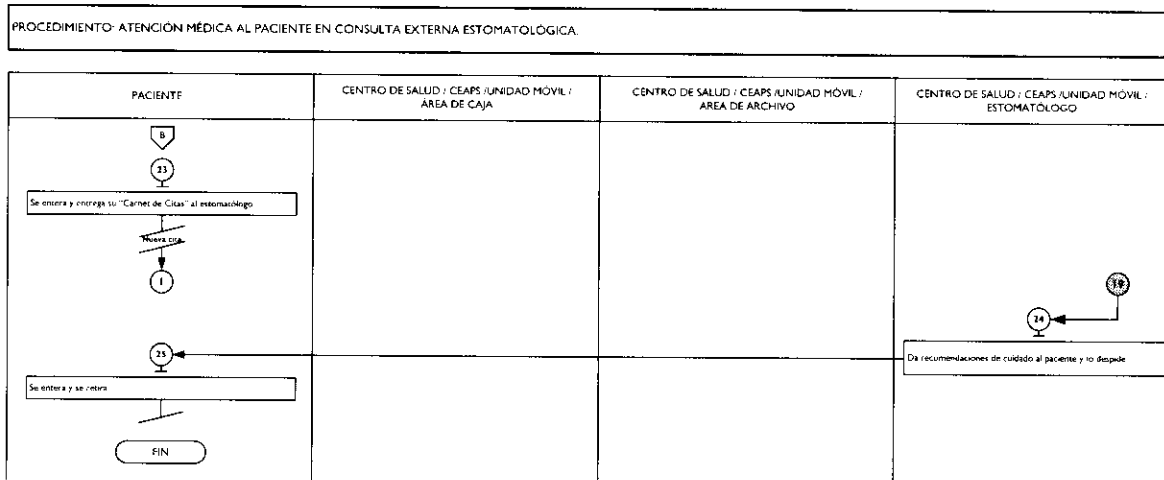 PROCEDIMIENTO: ATENCIÓN MÉDICA AL PACIENTE EN CONSULTA EXTERNA ESTOMATOLÓGICA.
PACIENTE
CENTRO DE SALUD / CEAPS /UNIDAD MÓVIL /
ÁREA DE CAJA
CENTRO DE SALUD / CEAPS /UNIDAD MÓVIL /
AREA DE ARCHIVO
CENTRO DE SALUD / CEAPS /UNIDAD MÓVIL /
ESTOMATÓLOGO
B
23
Se entera y entrega su "Carnet de Citas" al estomatólogo
Nueva cita
1
24
Da recomendaciones de cuidado al paciente y lo despide
25
Se entera y se retira
FIN